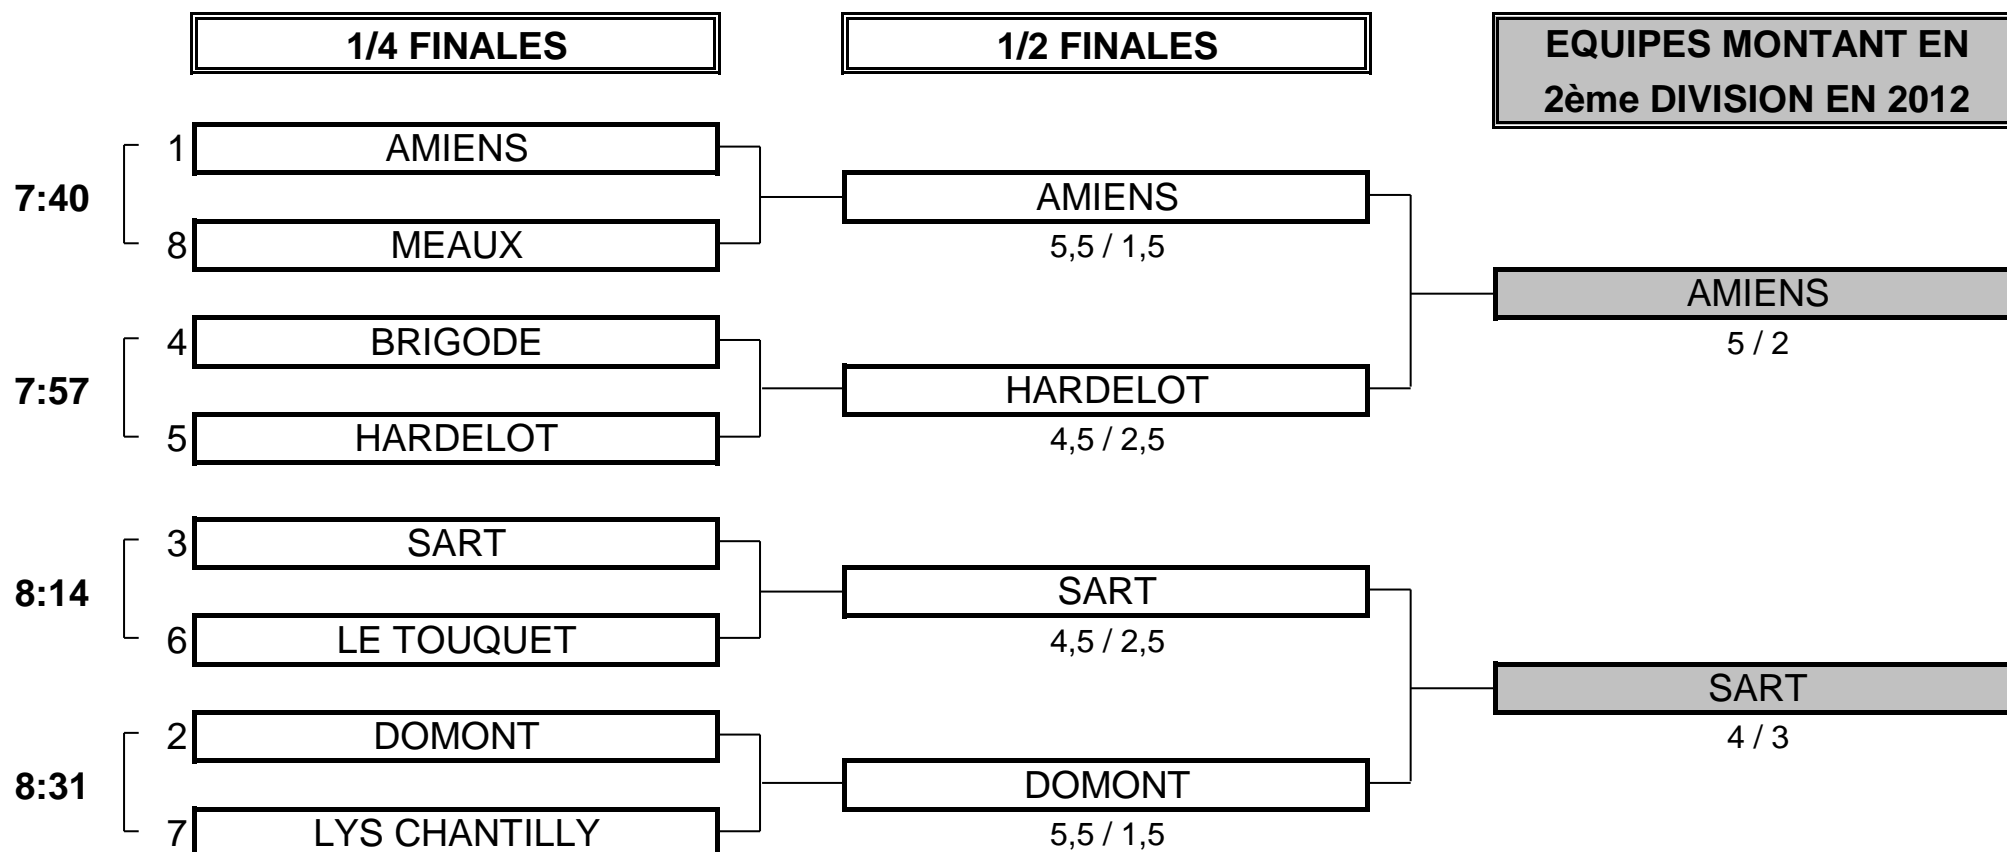 1/4 FINALES
1/2 FINALES
EQUIPES MONTANT EN
2ème DIVISION EN 2012
1 AMIENS
7:40
AMIENS
8 MEAUX
5,5 / 1,5
AMIENS
4 BRIGODE
5 / 2
7:57
HARDELOT
5 HARDELOT
4,5 / 2,5
3 SART
8:14
SART
6 LE TOUQUET
4,5 / 2,5
SART
2 DOMONT
4 / 3
8:31
DOMONT
7 LYS CHANTILLY
5,5 / 1,5